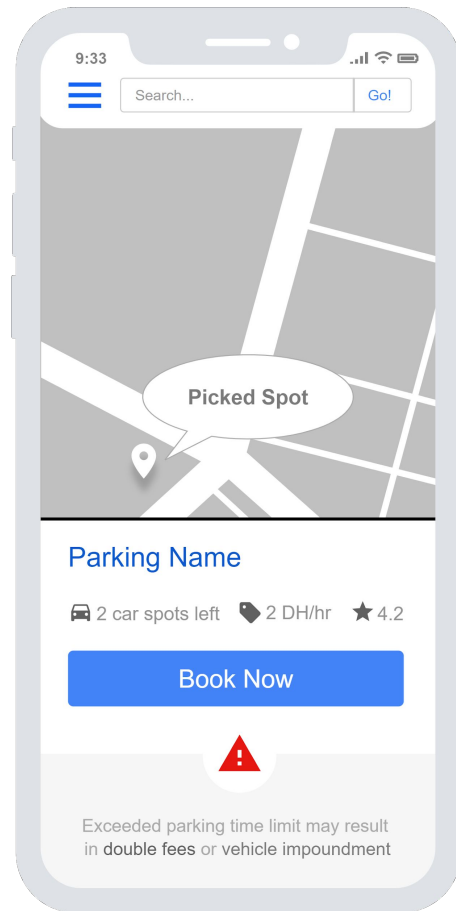 9:33
Search...
Go!
Picked Spot
Parking Name
2 car spots left
2 DH/hr
4.2
Book Now
Exceeded parking time limit may result
in double fees or vehicle impoundment